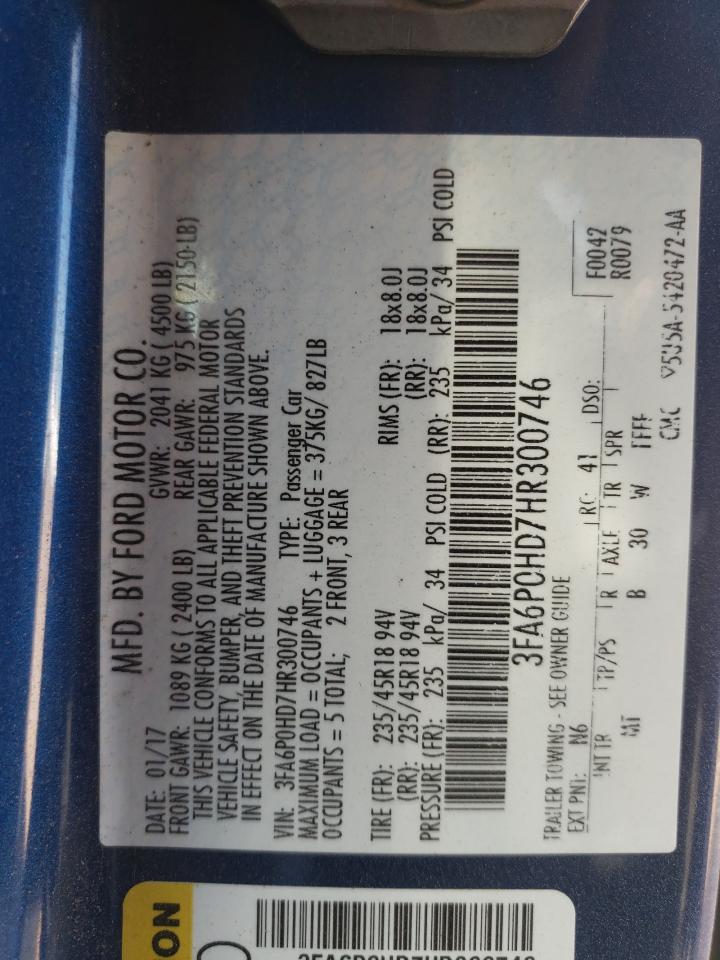 MFD. BY FORD MOTOR CO.
DATE: 01/17 GVWR: 2041 KG ( 4500 LB)
FRONT GAWR: 1089 KG ( 2400 LB) REAR GAWR: 975 KG ( 2150 LB)
THIS VEHICLE CONFORMS TO ALL APPLICABLE FEDERAL MOTOR
VEHICLE SAFETY, BUMPER, AND THEFT PREVENTION STANDARDS
IN EFFECT ON THE DATE OF MANUFACTURE SHOWN ABOVE.
VIN: 3FA6P0HD7HR300746 TYPE: Passenger Car
MAXIMUM LOAD = OCCUPANTS + LUGGAGE = 375KG/ 827LB
OCCUPANTS = 5 TOTAL; 2 FRONT, 3 REAR
TIRE (FR): 235/45R18 94V RIMS (FR): 18x8.0J
(RR): 235/45R18 94V (RR): 18x8.0J
PRESSURE (FR): 235 kPa/ 34 PSI COLD (RR): 235 kPa/ 34 PSI COLD
3FA6P0HD7HR300746
TRAILER TOWING - SEE OWNER GUIDE F0042
EXT PNT: N6 RC: 41 DSO: R0079
INT TR TP/PS R AXLE TR SPR
MT B 30 W
CMC
ON